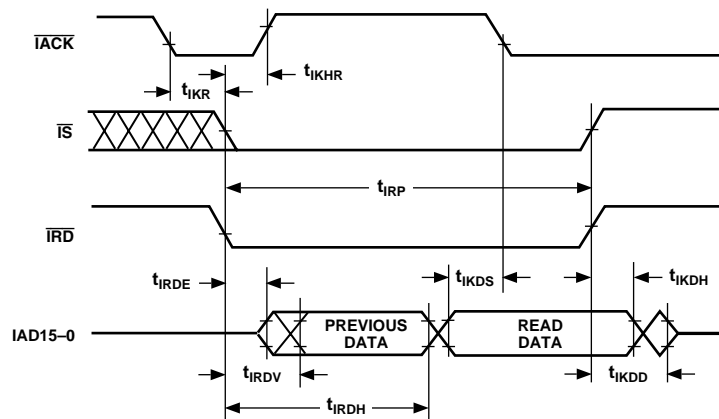 IACK
tIKR
tIKHR
IS
tIRP
IRD
tIRDE
tIKDS
tIKDH
IAD15–0
PREVIOUS
DATA
READ
DATA
tIRDV
tIKDD
tIRDH